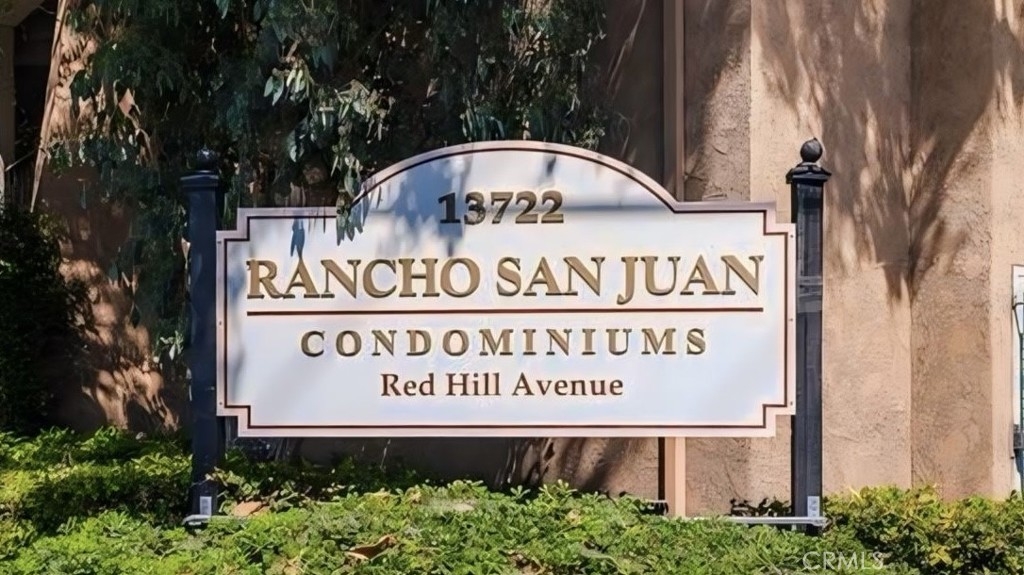 13722
RANCHO SAN JUAN
CONDOMINIUMS
Red Hill Avenue
CRMLS